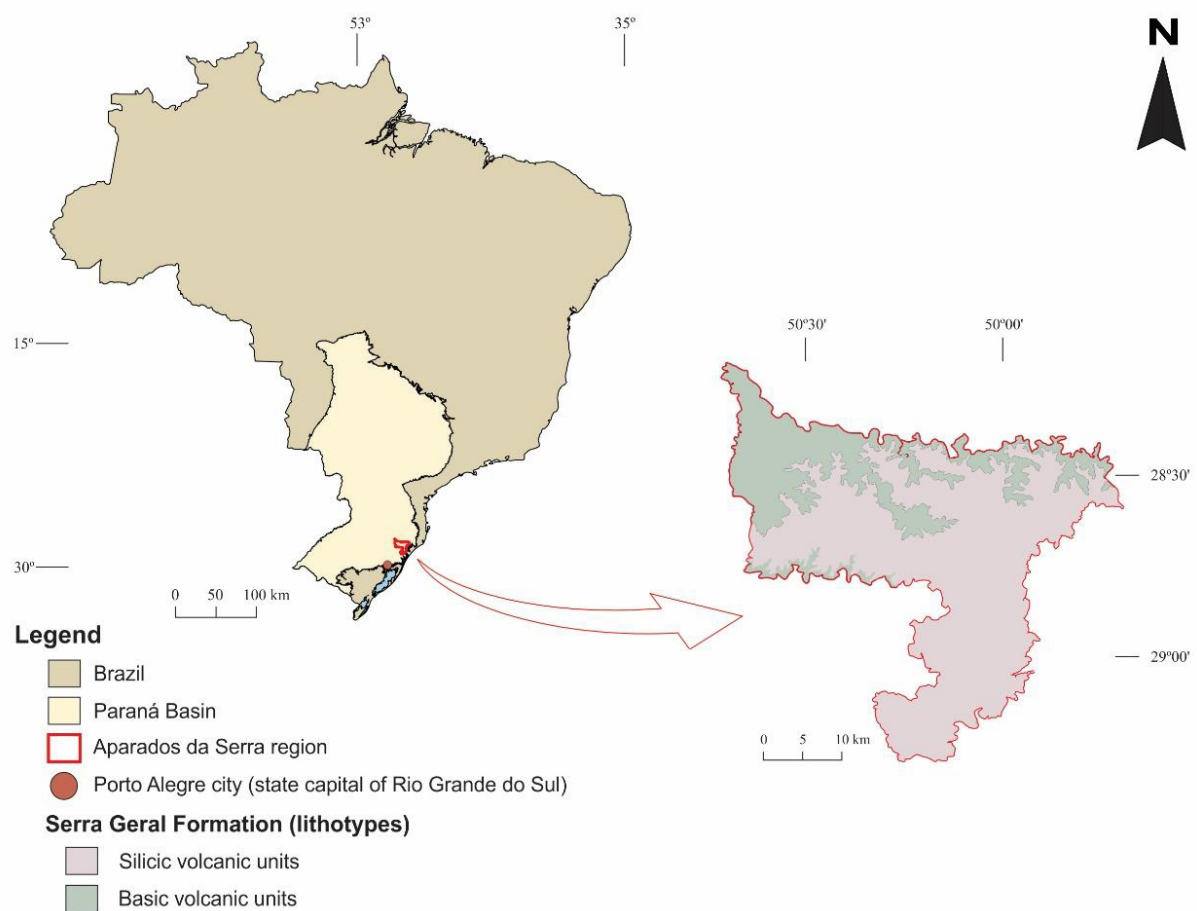 53º
35º
N
15º
50º30'
50º00'
28º30'
30º
0 50 100 km
29º00'
0 5 10 km
Legend
Brazil
Paraná Basin
Aparados da Serra region
Porto Alegre city (state capital of Rio Grande do Sul)
Serra Geral Formation (lithotypes)
Silicic volcanic units
Basic volcanic units